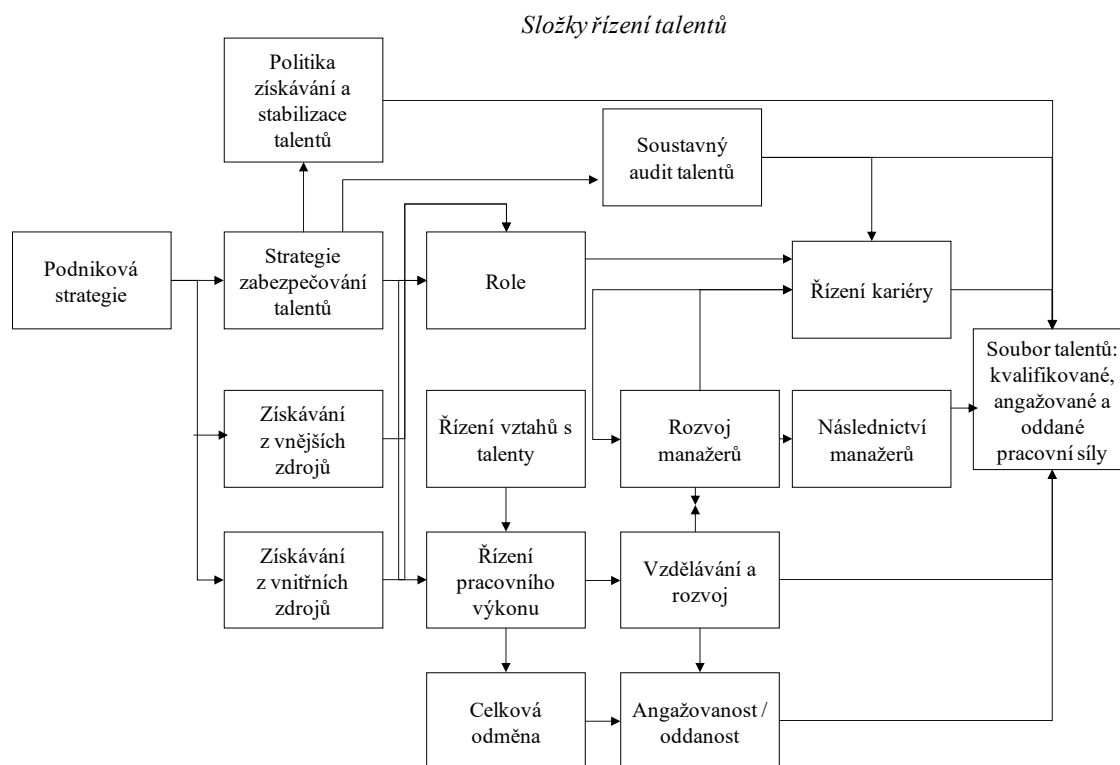 Složky řízení talentů
Politika
získávání a
stabilizace
talentů
Soustavný
audit talentů
Podniková
strategie
Strategie
zabezpečování
talentů
Role
Řízení kariéry
Soubor talentů:
kvalifikované,
angažované a
oddané
pracovní síly
Získávání
z vnějších
zdrojů
Řízení vztahů s
talenty
Rozvoj
manažerů
Následnictví
manažerů
Získávání
z vnitřních
zdrojů
Řízení
pracovního
výkonu
Vzdělávání a
rozvoj
Celková
odměna
Angažovanost /
oddanost